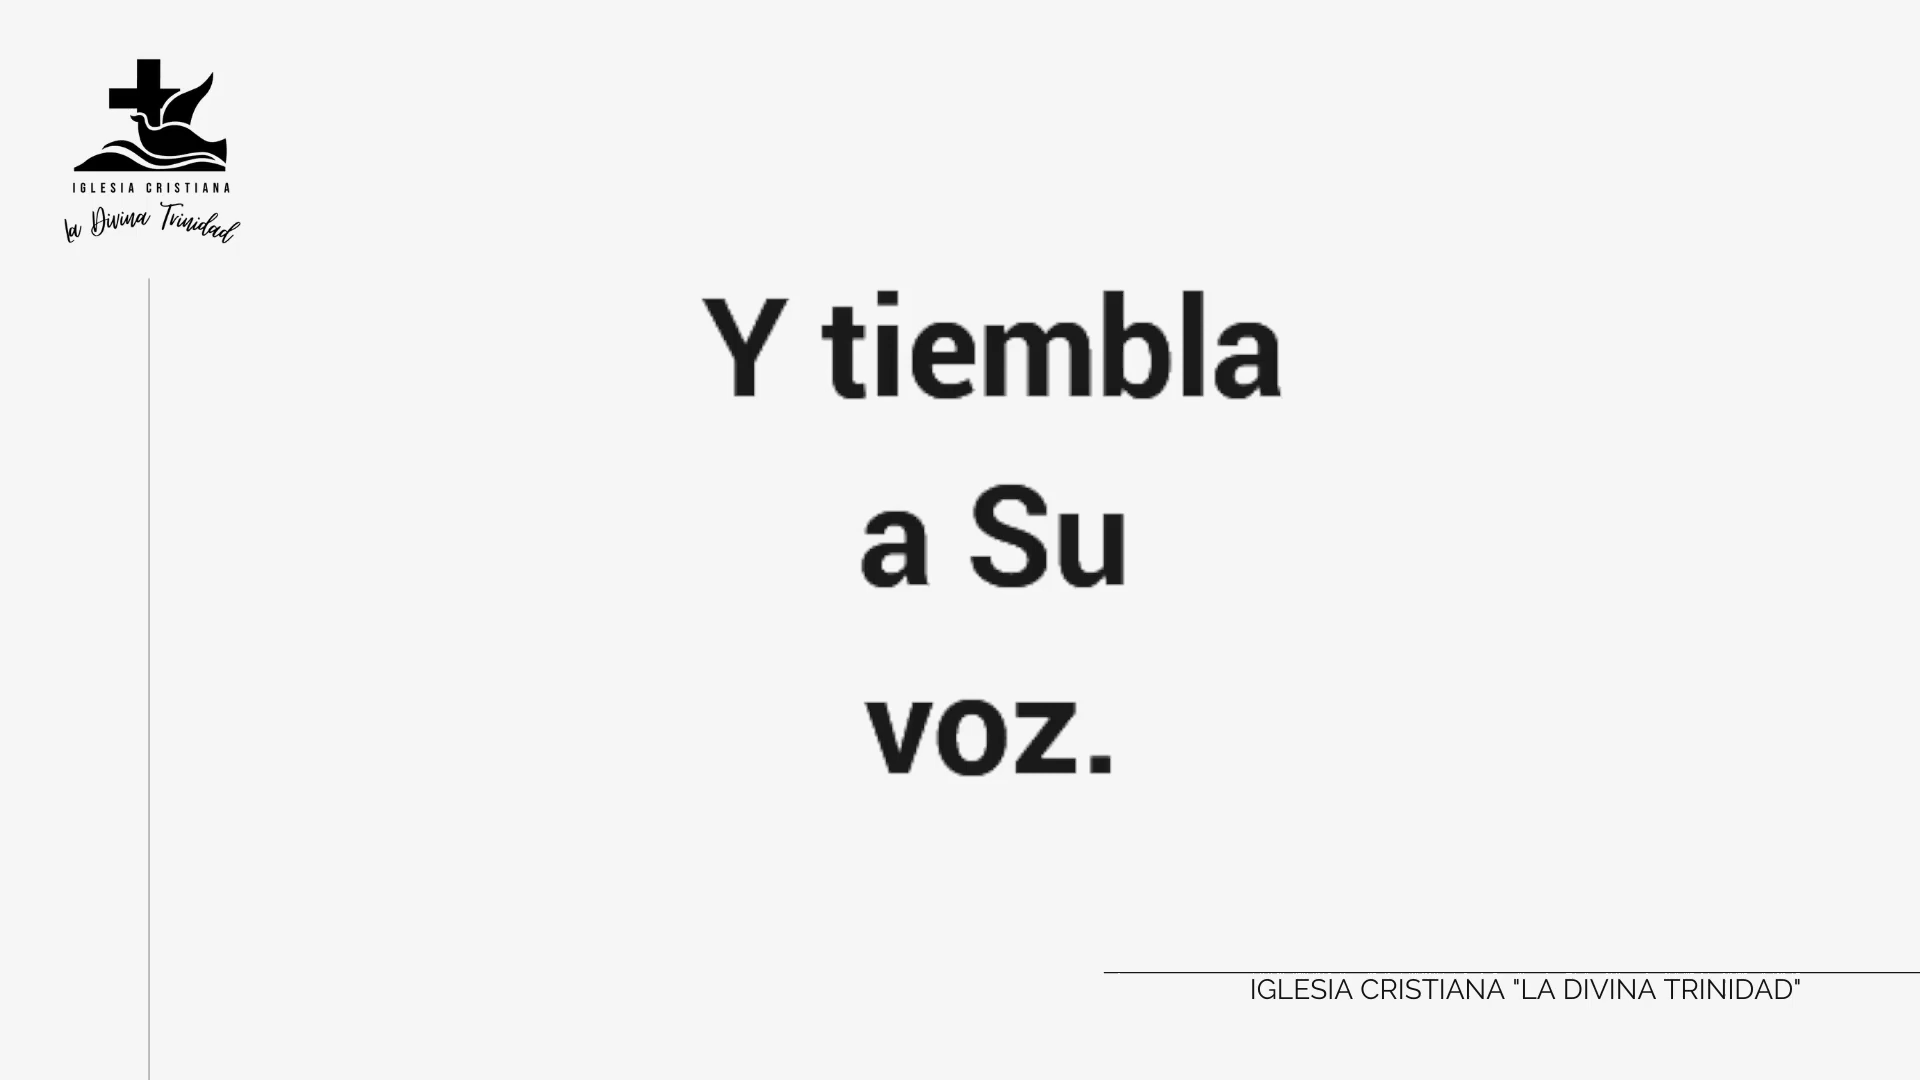 IGLESIA CRISTIANA
La Divina Trinidad
Y tiembla
a Su
voz.
IGLESIA CRISTIANA "LA DIVINA TRINIDAD"